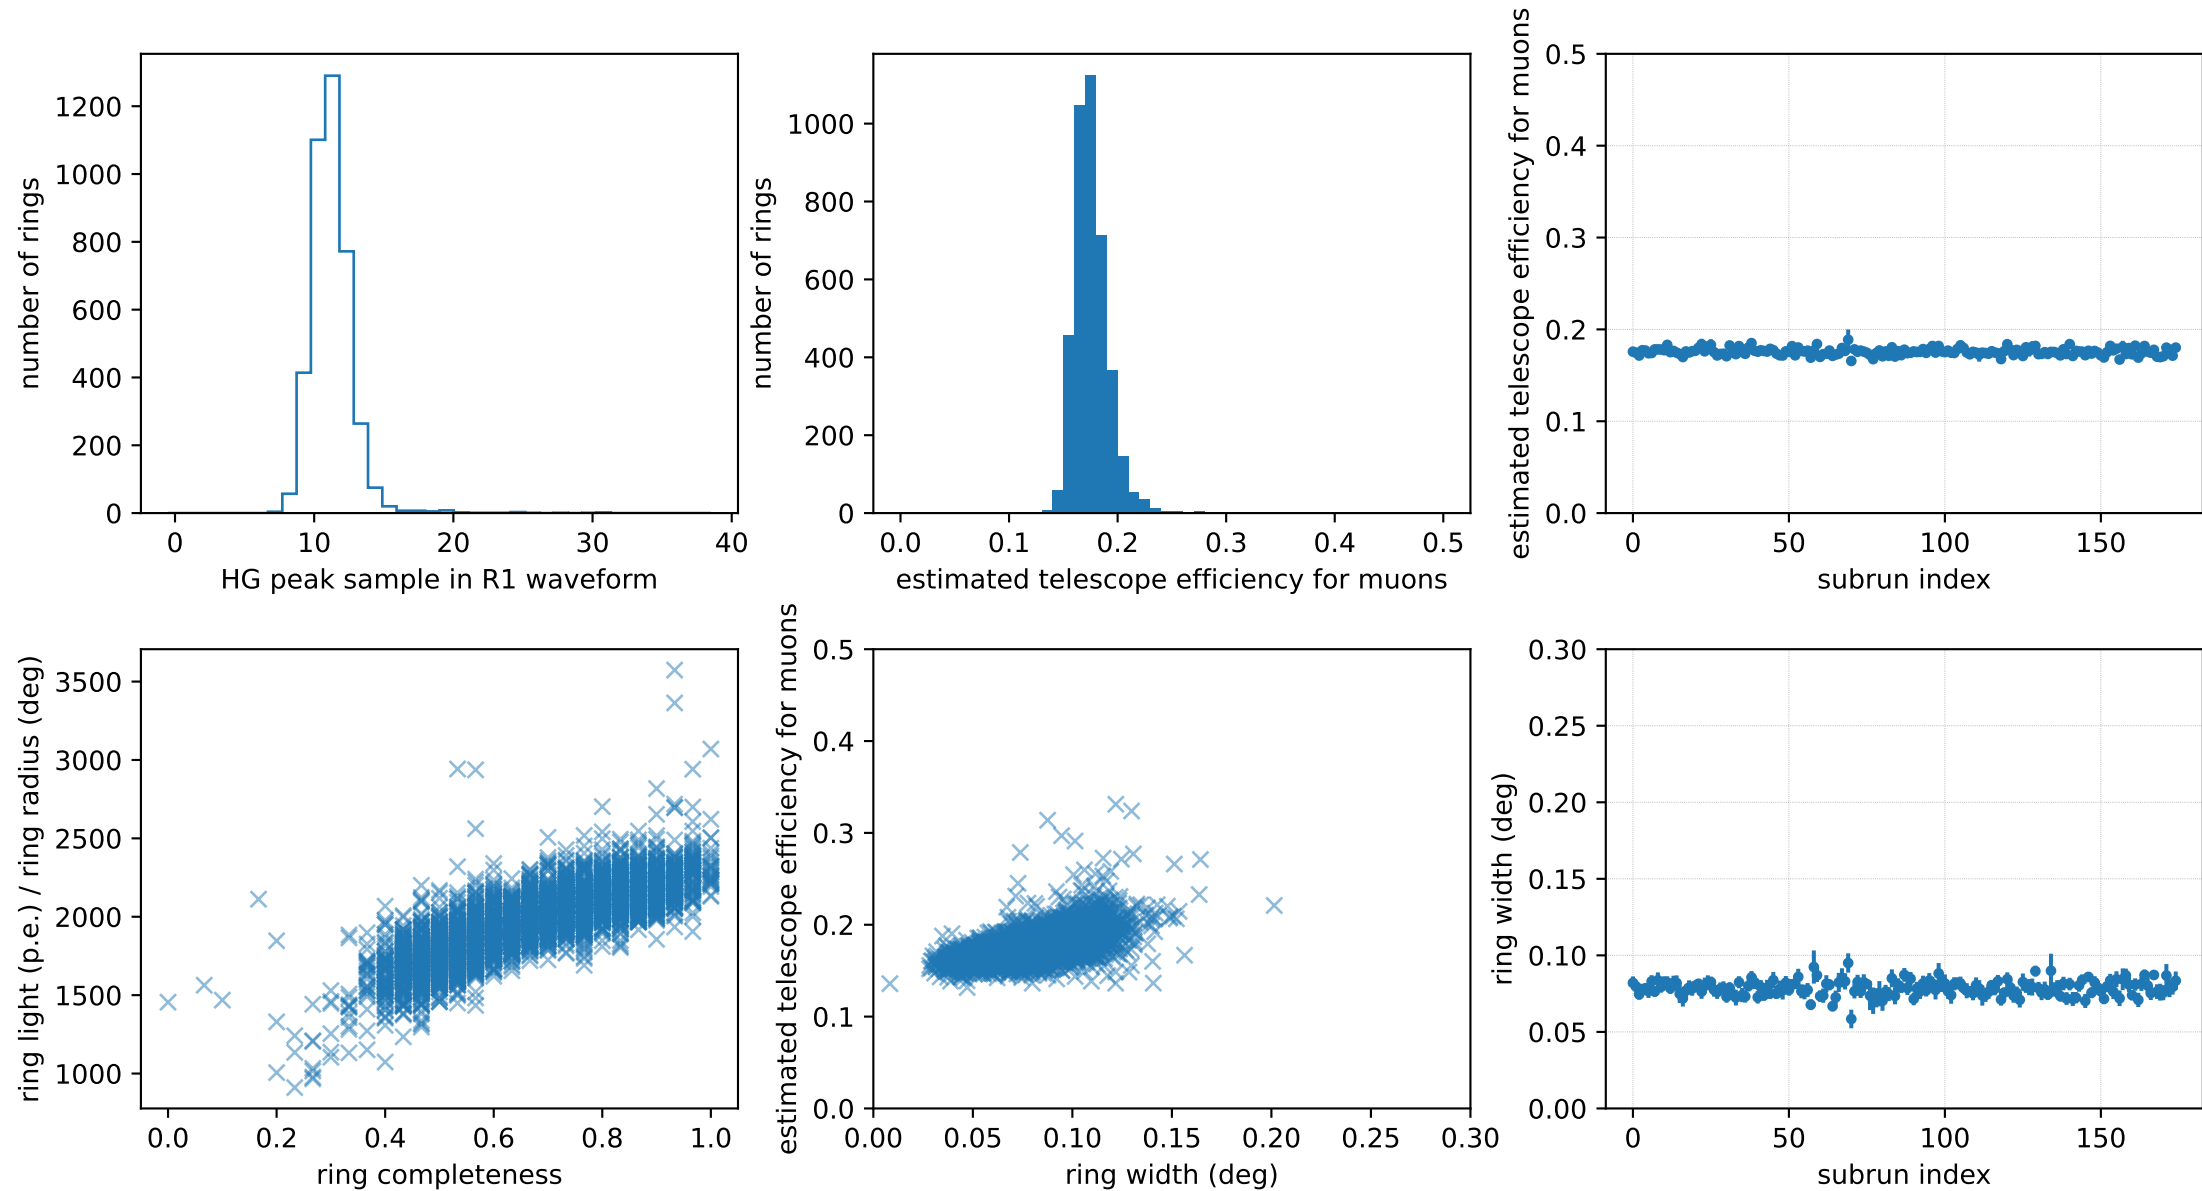 number of rings
1200
1000
800
600
400
200
0
0 10 20 30 40
HG peak sample in R1 waveform
number of rings
1000
800
600
400
200
0
0.0 0.1 0.2 0.3 0.4 0.5
estimated telescope efficiency for muons
estimated telescope efficiency for muons
0.5
0.4
0.3
0.2
0.1
0.0
0 50 100 150
subrun index
ring light (p.e.) / ring radius (deg)
3500
3000
2500
2000
1500
1000
0.0 0.2 0.4 0.6 0.8 1.0
ring completeness
estimated telescope efficiency for muons
0.5
0.4
0.3
0.2
0.1
0.0
0.00 0.05 0.10 0.15 0.20 0.25 0.30
ring width (deg)
ring width (deg)
0.30
0.25
0.20
0.15
0.10
0.05
0.00
0 50 100 150
subrun index